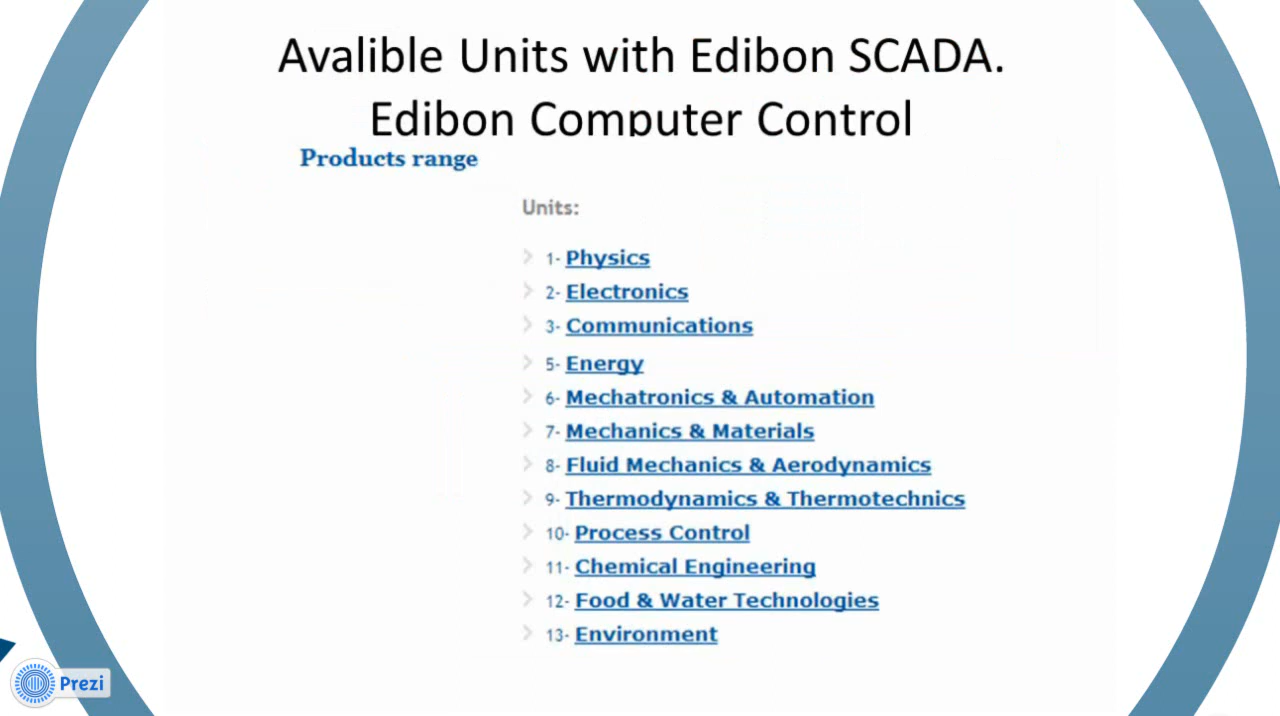 Avalible Units with Edibon SCADA.
Edibon Computer Control
Products range
Units:
1- Physics
2- Electronics
3- Communications
5- Energy
6- Mechatronics & Automation
7- Mechanics & Materials
8- Fluid Mechanics & Aerodynamics
9- Thermodynamics & Thermotechnics
10- Process Control
11- Chemical Engineering
12- Food & Water Technologies
13- Environment
Prezi